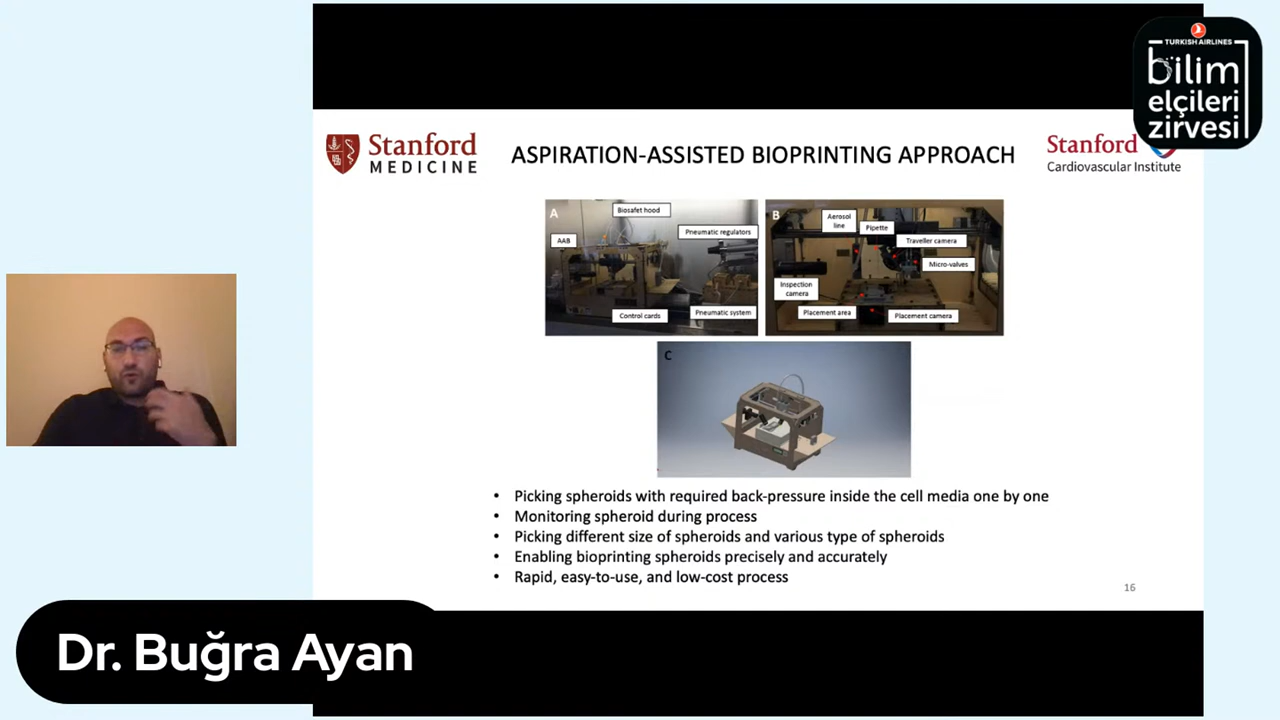 TURKISH AIRLINES
bilim
elçileri
zirvesi
Stanford
MEDICINE
ASPIRATION-ASSISTED BIOPRINTING APPROACH
Stanford
Cardiovascular Institute
A
Biosafet hood
AAB
Pneumatic regulators
Control cards
Pneumatic system
B
Aerosol
line
Pipette
Traveller camera
Micro-valves
Inspection
camera
Placement area
Placement camera
C
• Picking spheroids with required back-pressure inside the cell media one by one
• Monitoring spheroid during process
• Picking different size of spheroids and various type of spheroids
• Enabling bioprinting spheroids precisely and accurately
• Rapid, easy-to-use, and low-cost process
16
Dr. Buğra Ayan